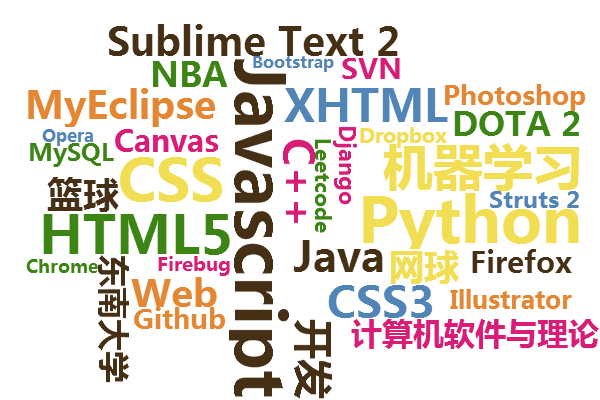 Sublime Text 2
Bootstrap
SVN
NBA
Javascript
MyEclipse
XHTML
Photoshop
DOTA 2
Opera
Canvas
C++
Leetcode
Django
Dropbox
MySQL
CSS
机器学习
篮球
Struts 2
Python
HTML5
Java
网球
Firefox
Chrome
东南大学
Firebug
Web
CSS3
Illustrator
Github
开发
计算机软件与理论